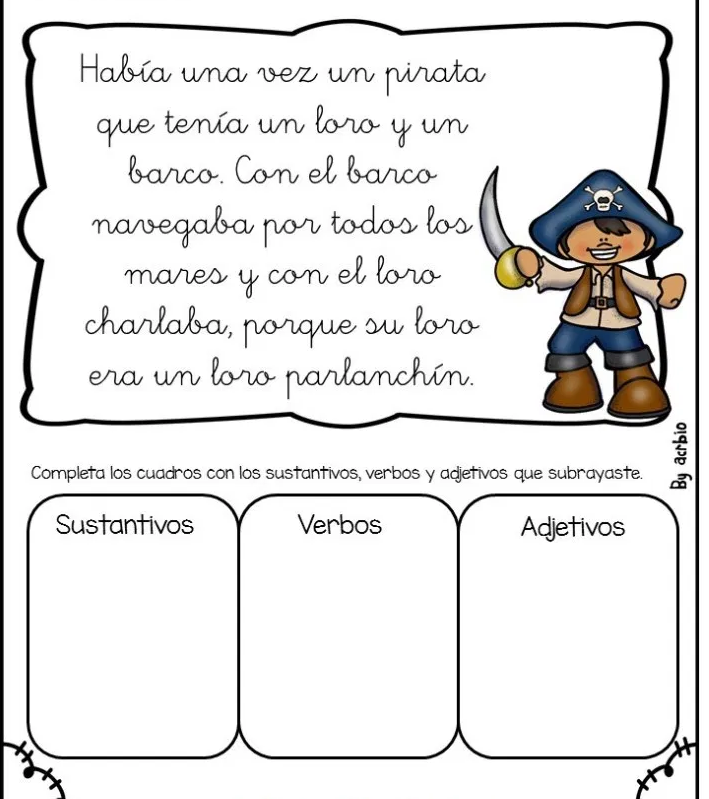 Había una vez un pirata
que tenía un loro y un
barco. Con el barco
navegaba por todos los
mares y con el loro
charlaba, porque su loro
era un loro parlanchín.
By acrbio
Completa los cuadros con los sustantivos, verbos y adjetivos que subrayaste.
Sustantivos
Verbos
Adjetivos